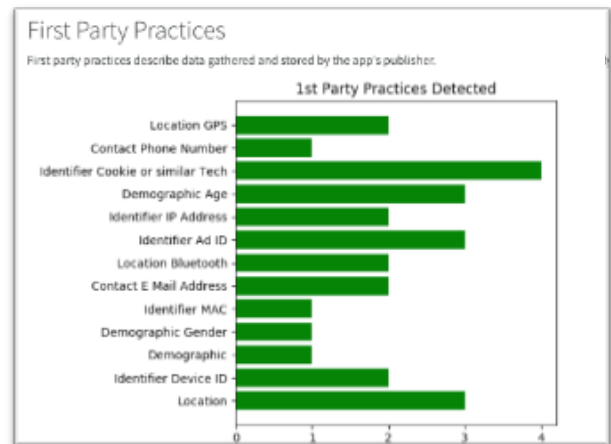 First Party Practices
First party practices describe data gathered and stored by the app's publisher.
1st Party Practices Detected
Location GPS
Contact Phone Number
Identifier Cookie or similar Tech
Demographic Age
Identifier IP Address
Identifier Ad ID
Location Bluetooth
Contact E Mail Address
Identifier MAC
Demographic Gender
Demographic
Identifier Device ID
Location
0 1 2 3 4